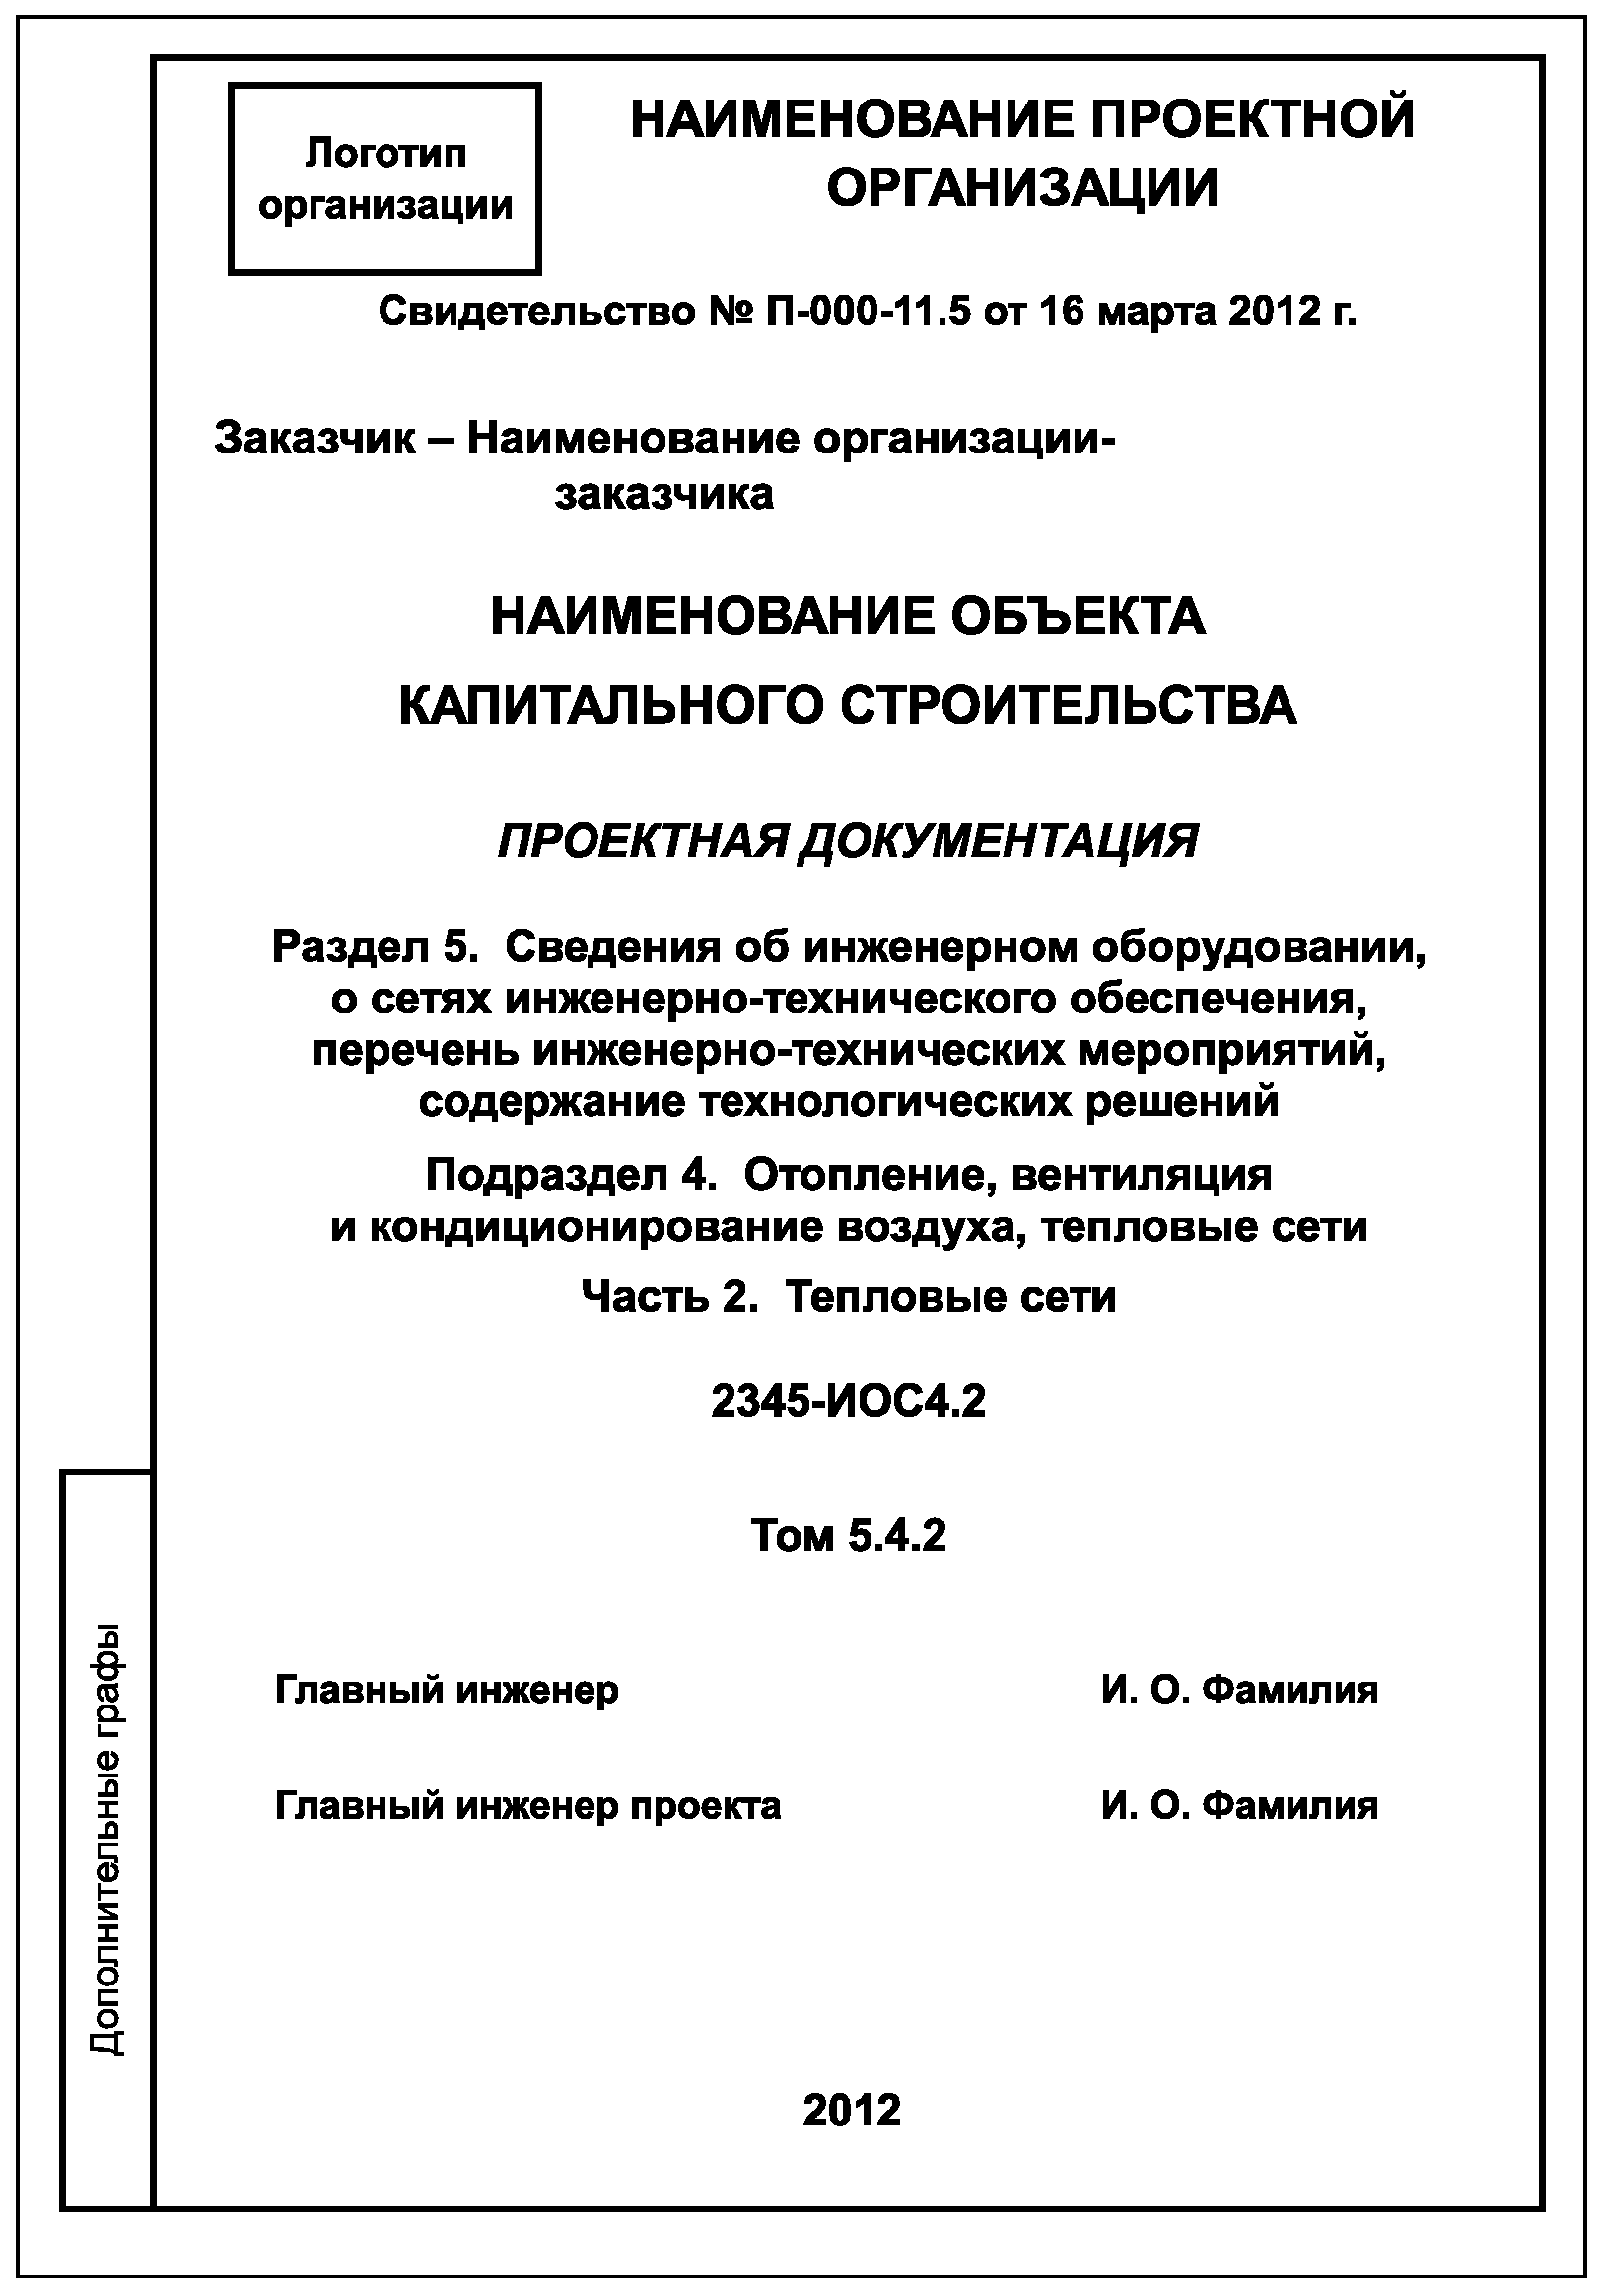 Логотип
организации
НАИМЕНОВАНИЕ ПРОЕКТНОЙ
ОРГАНИЗАЦИИ
Свидетельство № П-000-11.5 от 16 марта 2012 г.
Заказчик – Наименование организации-
заказчика
НАИМЕНОВАНИЕ ОБЪЕКТА
КАПИТАЛЬНОГО СТРОИТЕЛЬСТВА
ПРОЕКТНАЯ ДОКУМЕНТАЦИЯ
Раздел 5. Сведения об инженерном оборудовании,
о сетях инженерно-технического обеспечения,
перечень инженерно-технических мероприятий,
содержание технологических решений
Подраздел 4. Отопление, вентиляция
и кондиционирование воздуха, тепловые сети
Часть 2. Тепловые сети
2345-ИОС4.2
Том 5.4.2
Главный инженер И. О. Фамилия
Главный инженер проекта И. О. Фамилия
2012
Дополнительные графы